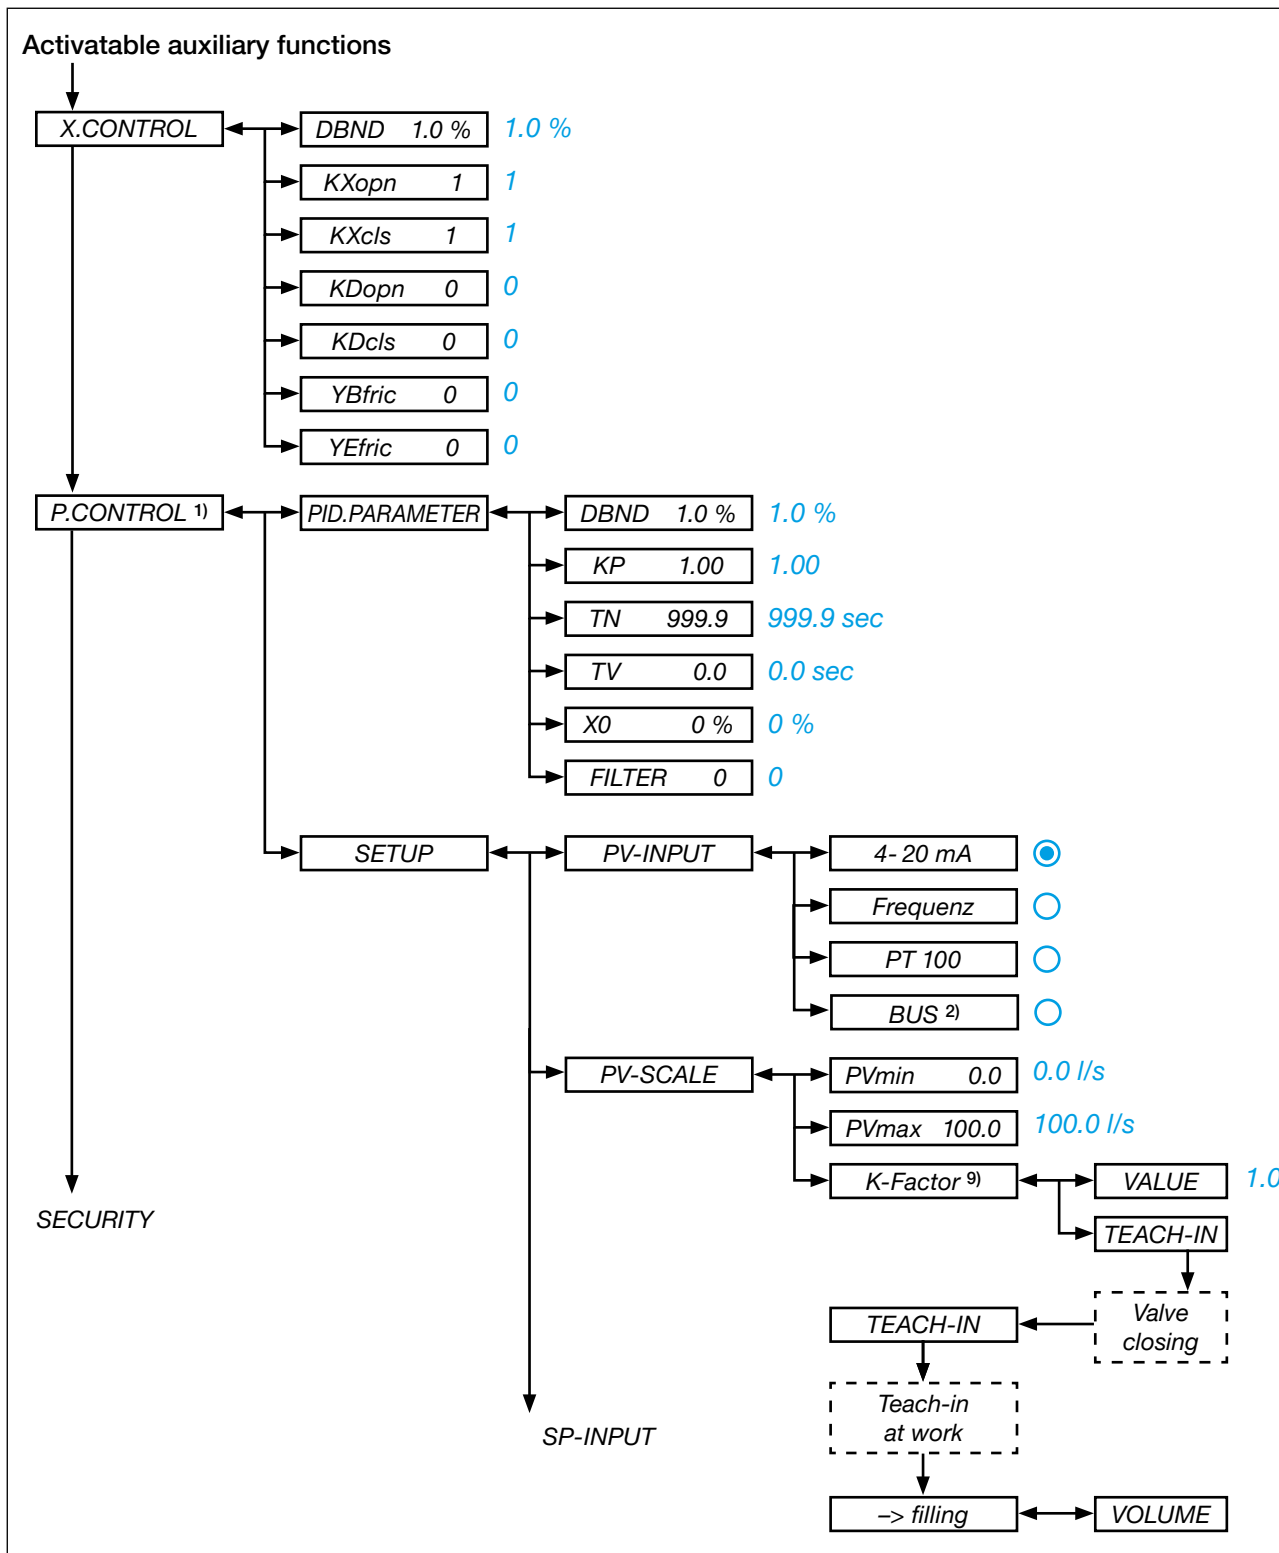 Activatable auxiliary functions
X.CONTROL
DBND 1.0 % 1.0 %
KXopn 1 1
KXcls 1 1
KDopn 0 0
KDcls 0 0
YBfric 0 0
YEfric 0 0
P.CONTROL 1)
PID.PARAMETER
DBND 1.0 % 1.0 %
KP 1.00 1.00
TN 999.9 999.9 sec
TV 0.0 0.0 sec
X0 0 % 0 %
FILTER 0 0
SETUP
PV-INPUT
4-20 mA
Frequenz
PT 100
BUS 2)
PV-SCALE
PVmin 0.0 0.0 l/s
PVmax 100.0 100.0 l/s
K-Factor 9)
VALUE 1.0
TEACH-IN
SECURITY
Valve
closing
TEACH-IN
Teach-in
at work
SP-INPUT
–> filling
VOLUME